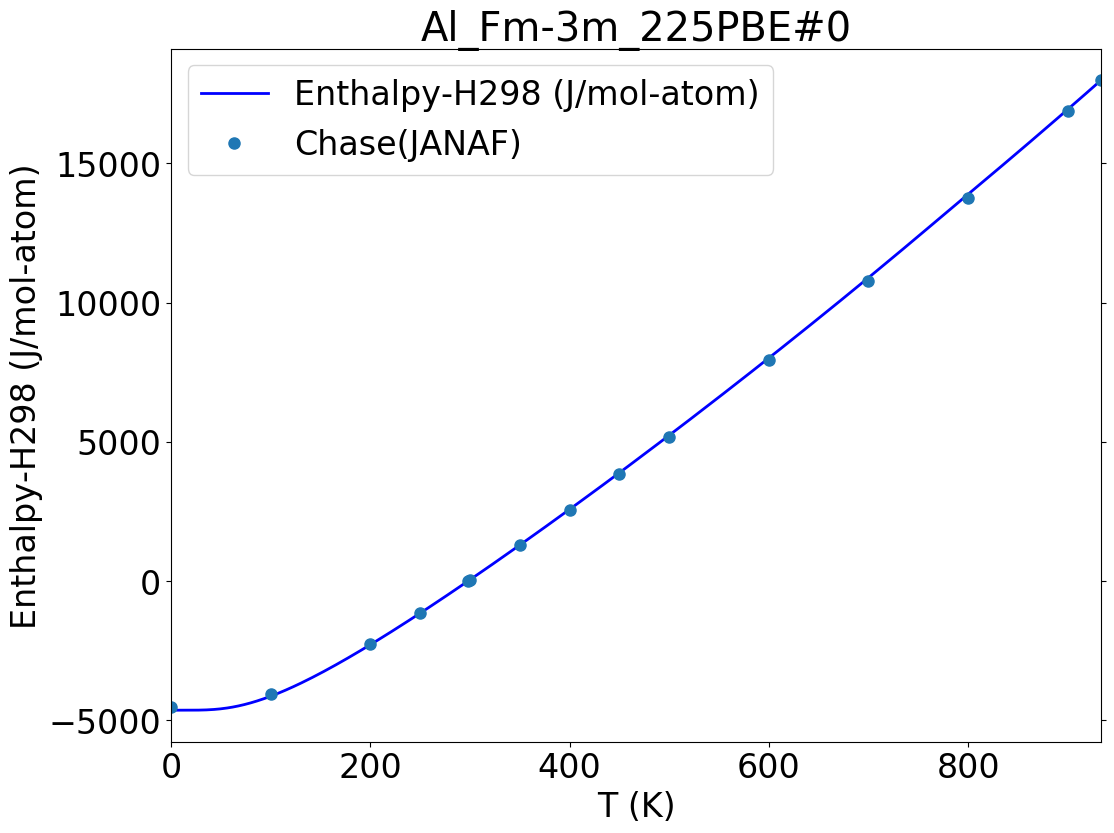 Al_Fm-3m_225PBE#0
Enthalpy-H298 (J/mol-atom)
Chase(JANAF)
Enthalpy-H298 (J/mol-atom)
15000
10000
5000
0
−5000
0 200 400 600 800
T (K)